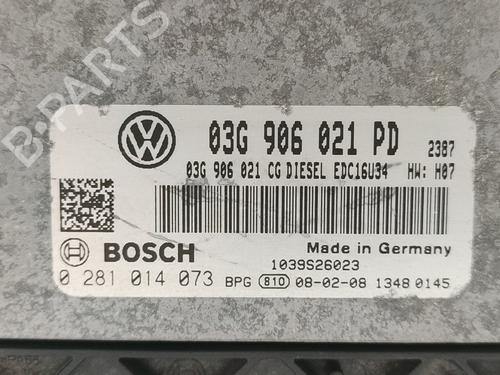 B-PARTS
VW
03G 906 021 PD 2387
03G 906 021 CG DIESEL EDC16U34 HW: H07
BOSCH
Made in Germany
1039S26023
0 281 014 073 BPG 810 08-02-08 1348 0145